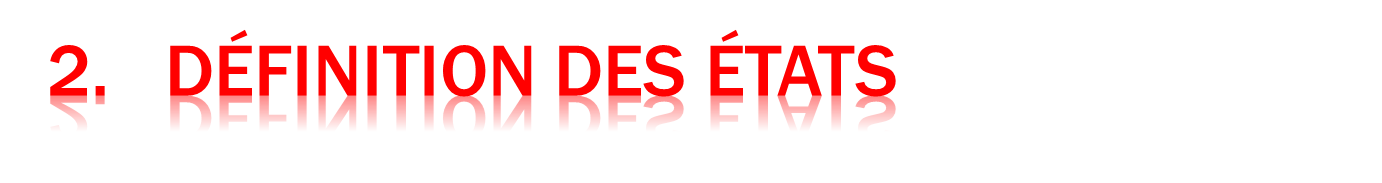 2. DÉFINITION DES ÉTATS